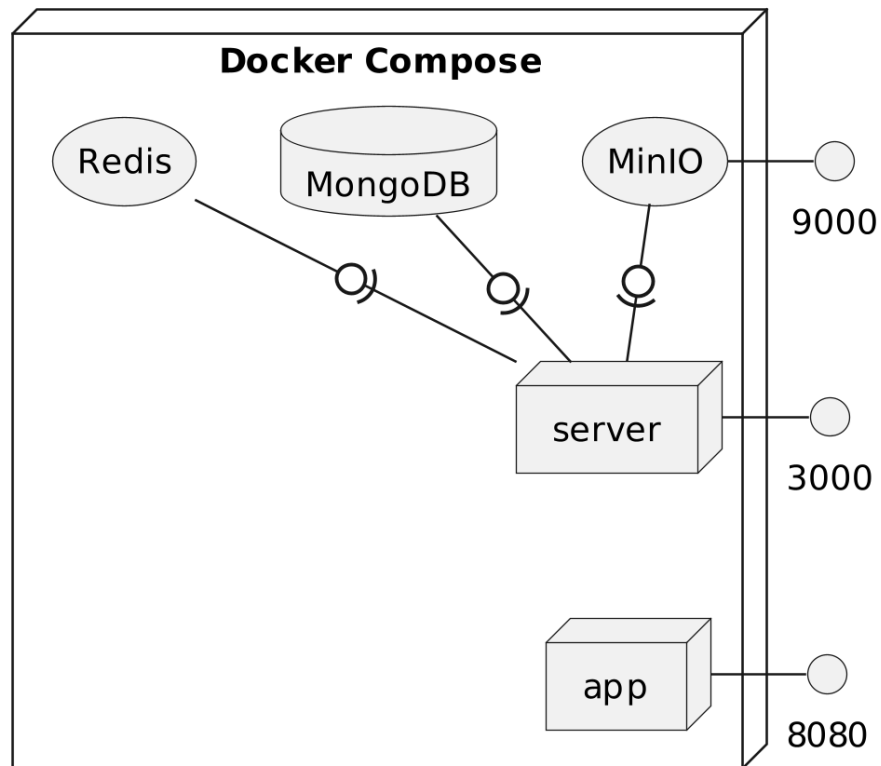 Docker Compose
Redis
MongoDB
MinIO
9000
server
3000
app
8080